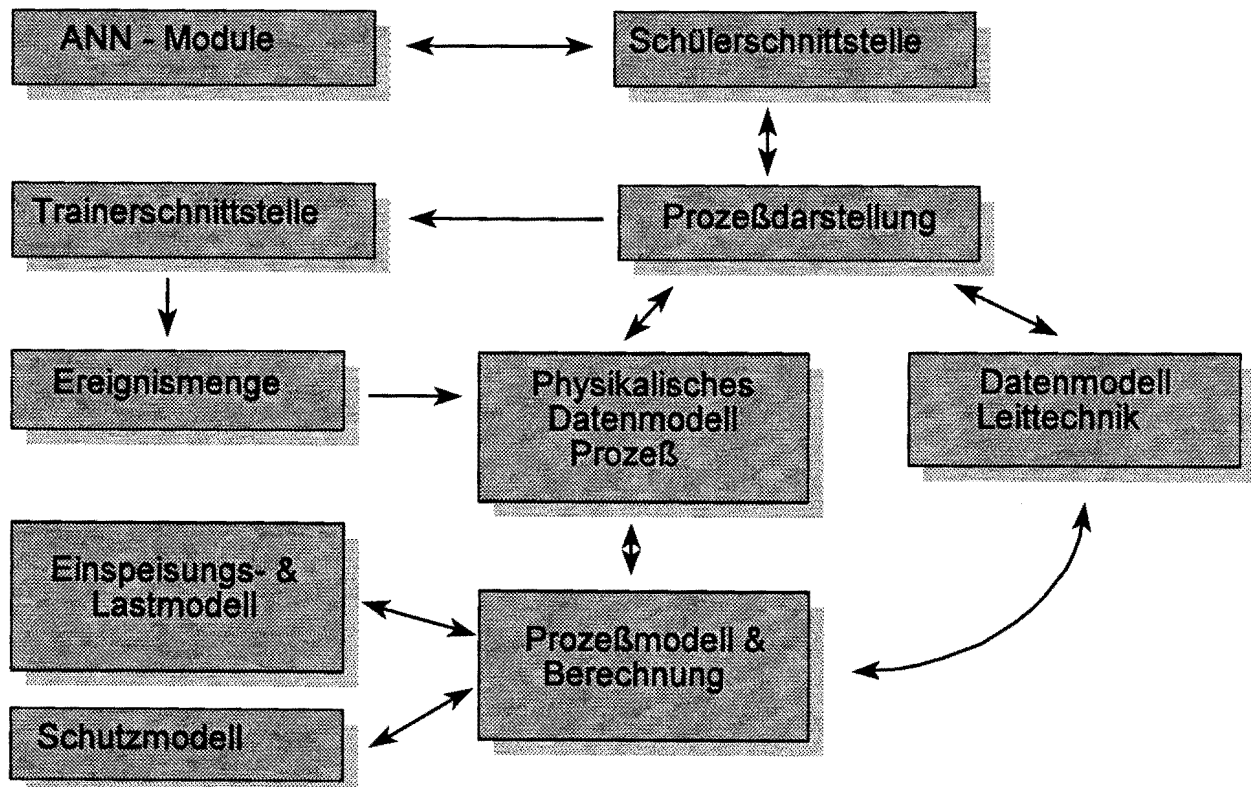 ANN - Module
Schülerschnittstelle
Trainerschnittstelle
Prozeßdarstellung
Ereignismenge
Physikalisches
Datenmodell
Prozeß
Datenmodell
Leittechnik
Einspeisungs- &
Lastmodell
Prozeßmodell &
Berechnung
Schutzmodell